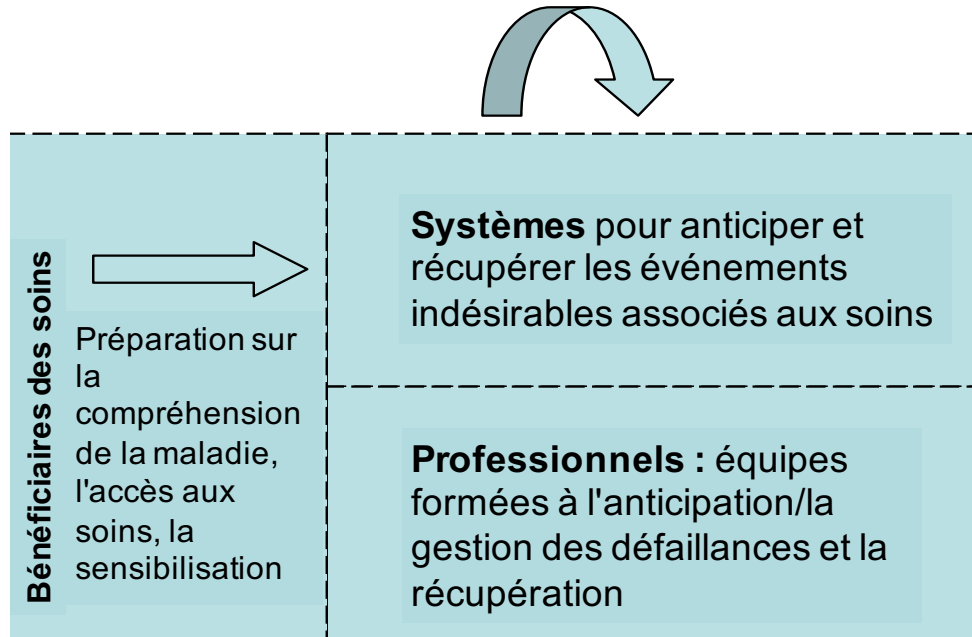 Bénéficiaires des soins
Préparation sur
la
compréhension
de la maladie,
l'accès aux
soins, la
sensibilisation
Systèmes pour anticiper et
récupérer les événements
indésirables associés aux soins
Professionnels : équipes
formées à l'anticipation/la
gestion des défaillances et la
récupération